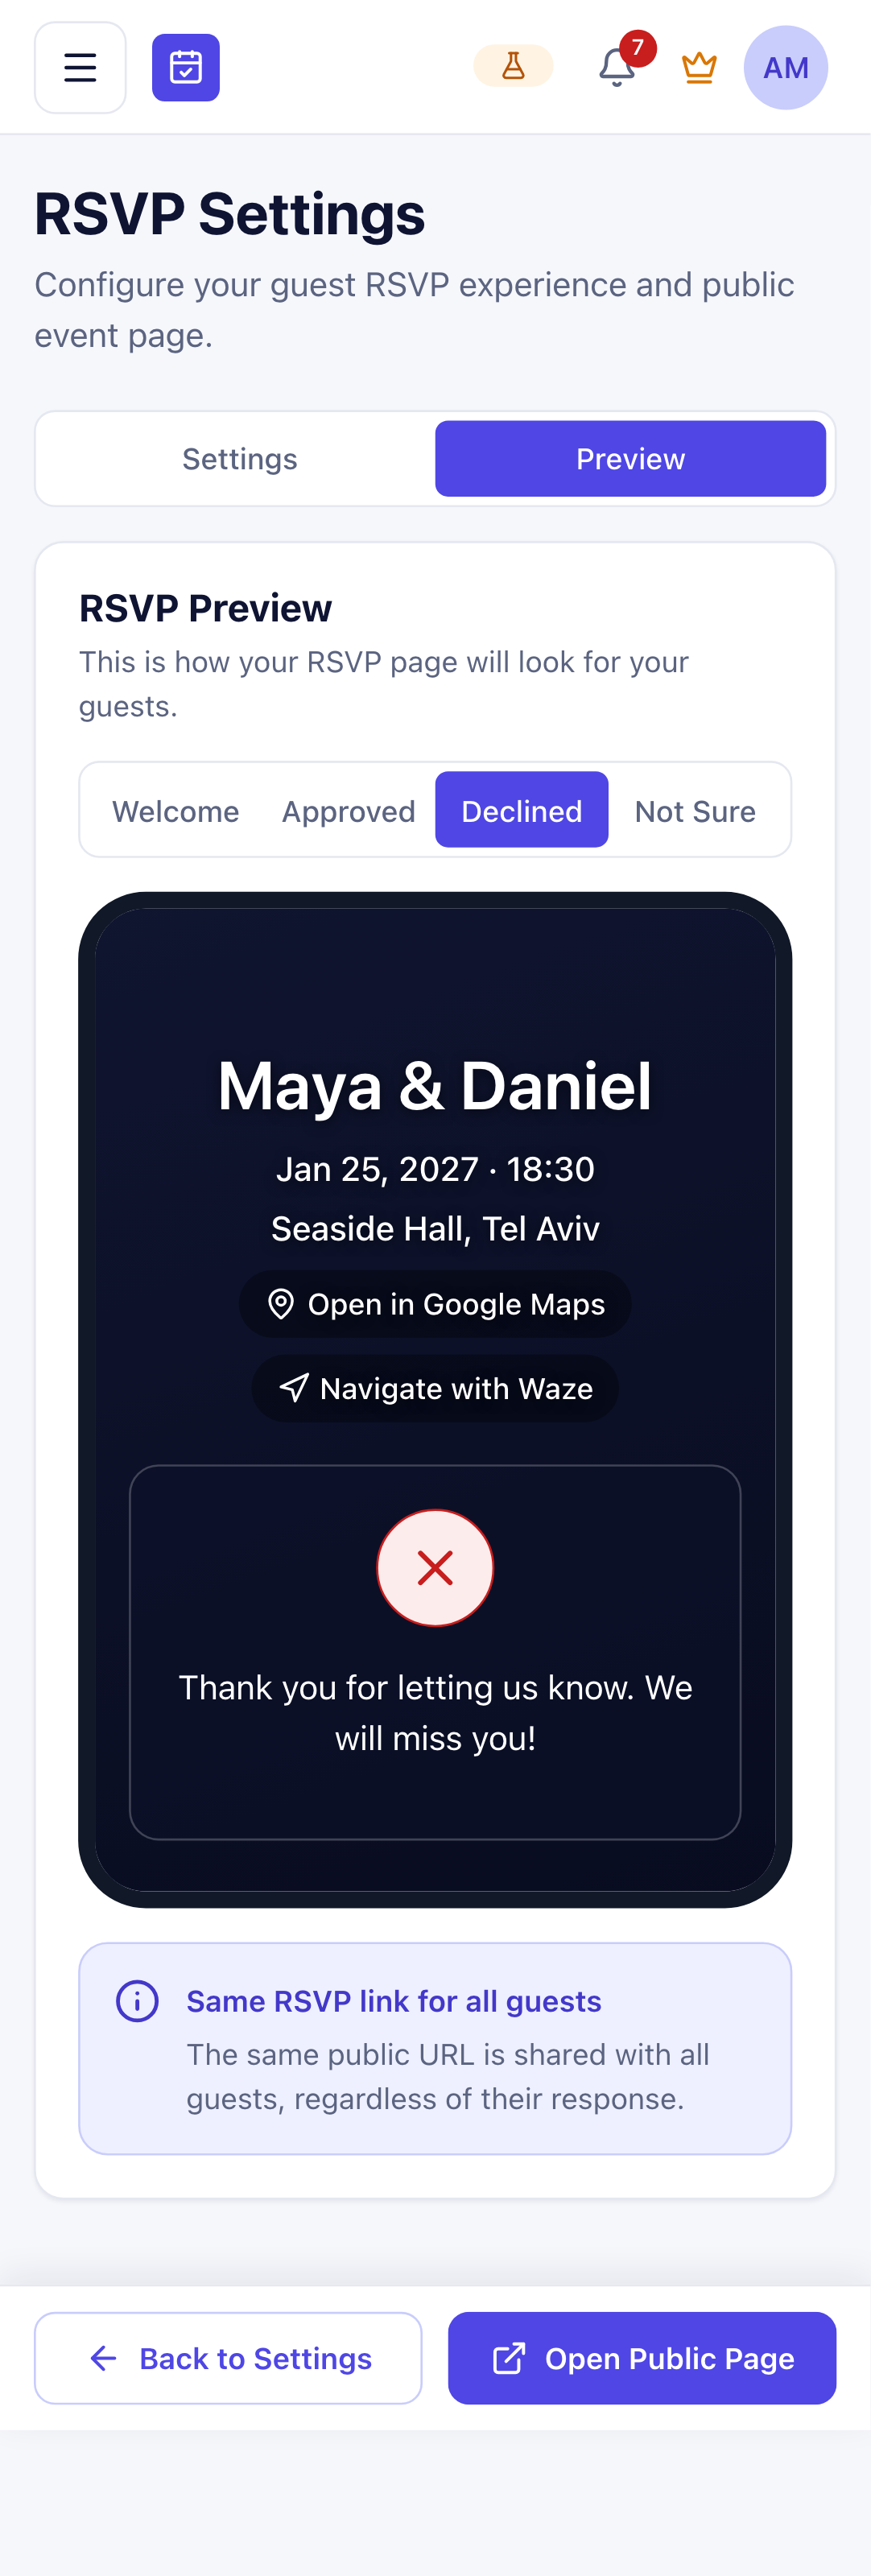 7
AM
RSVP Settings
Configure your guest RSVP experience and public
event page.
Settings
Preview
RSVP Preview
This is how your RSVP page will look for your
guests.
Welcome
Approved
Declined
Not Sure
Maya & Daniel
Jan 25, 2027 · 18:30
Seaside Hall, Tel Aviv
Open in Google Maps
Navigate with Waze
Thank you for letting us know. We
will miss you!
Same RSVP link for all guests
The same public URL is shared with all
guests, regardless of their response.
Back to Settings
Open Public Page